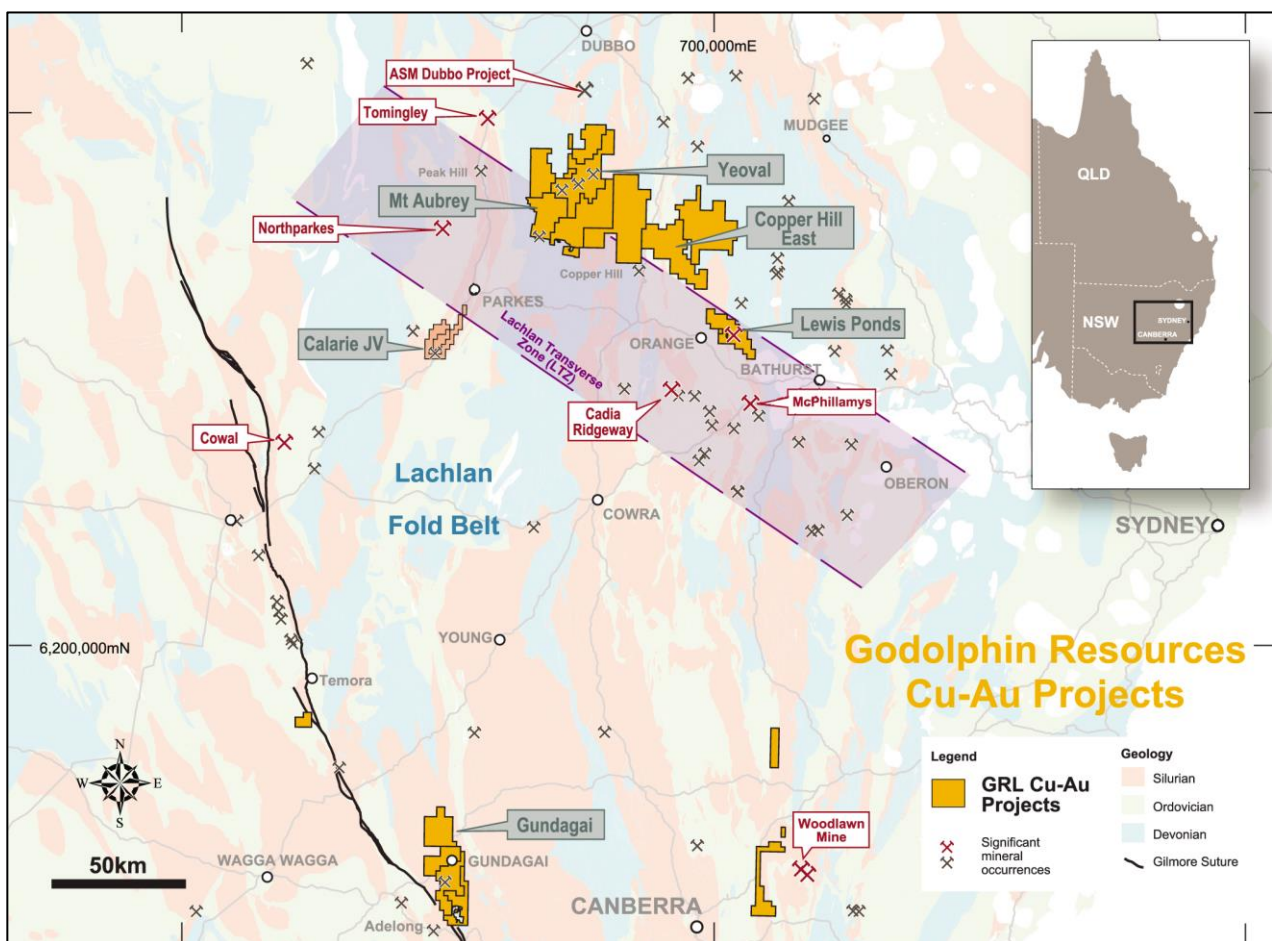 DUBBO
700,000mE
ASM Dubbo Project
Tomingley
MUDGEE
QLD
Peak Hill
Yeoval
Mt Aubrey
Northparkes
Copper Hill
East
Copper Hill
NSW
SYDNEY
CANBERRA
PARKES
Lachlan Transverse
Zone (LTZ)
Calarie JV
ORANGE
Lewis Ponds
BATHURST
Cadia
Ridgeway
McPhillamys
Cowal
Lachlan
Fold Belt
OBERON
COWRA
SYDNEY
YOUNG
6,200,000mN
Temora
Godolphin Resources
Cu-Au Projects
N
W
E
S
50km
Legend
GRL Cu-Au
Projects
Significant
mineral
occurrences
Geology
Silurian
Ordovician
Devonian
Gilmore Suture
Gundagai
Woodlawn
Mine
WAGGA WAGGA
GUNDAGAI
CANBERRA
Adelong